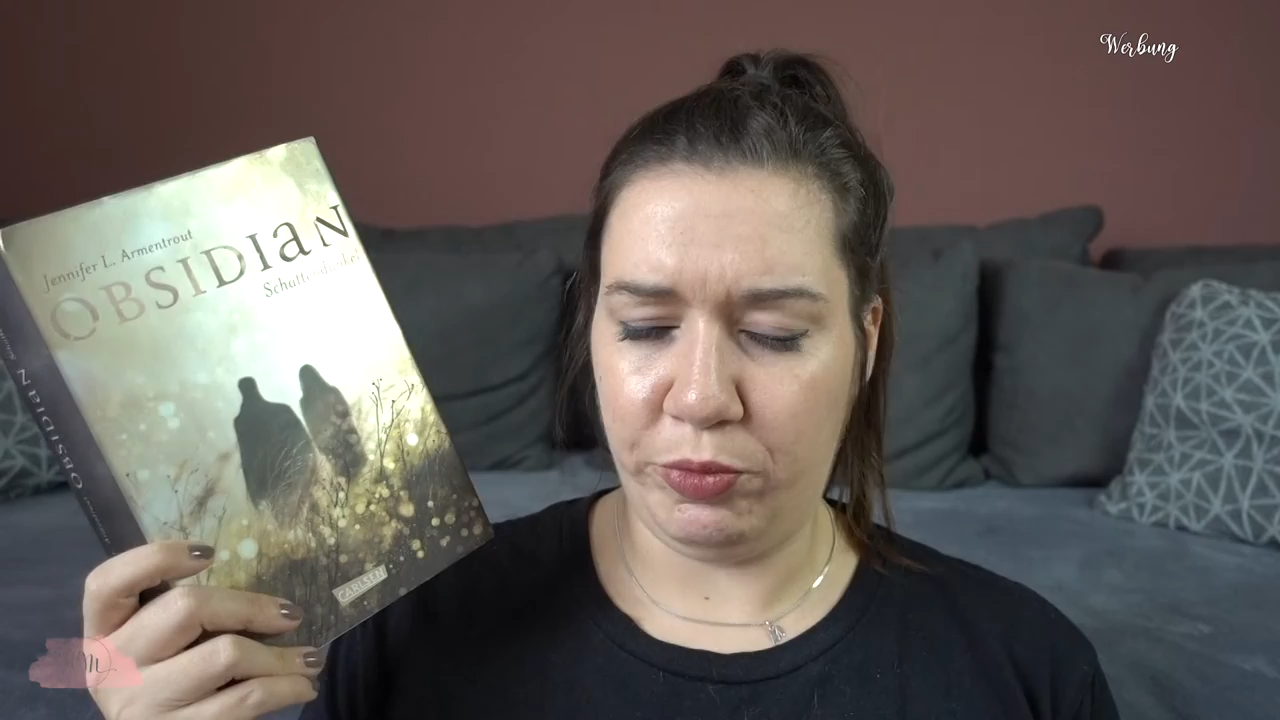 Werbung
Jennifer L. Armentrout
OBSIDIAN
Schattendunkel
CARLSEN
OBSIDIAN
M